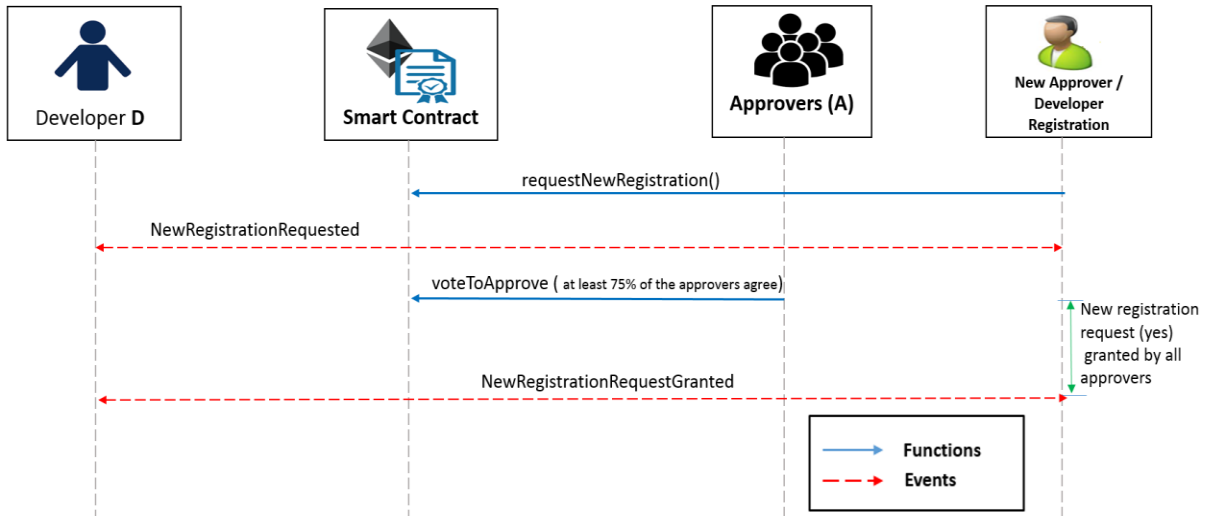 Developer D
Smart Contract
Approvers (A)
New Approver /
Developer
Registration
requestNewRegistration()
NewRegistrationRequested
voteToApprove ( at least 75% of the approvers agree)
New registration
request (yes)
granted by all
approvers
NewRegistrationRequestGranted
Functions
Events